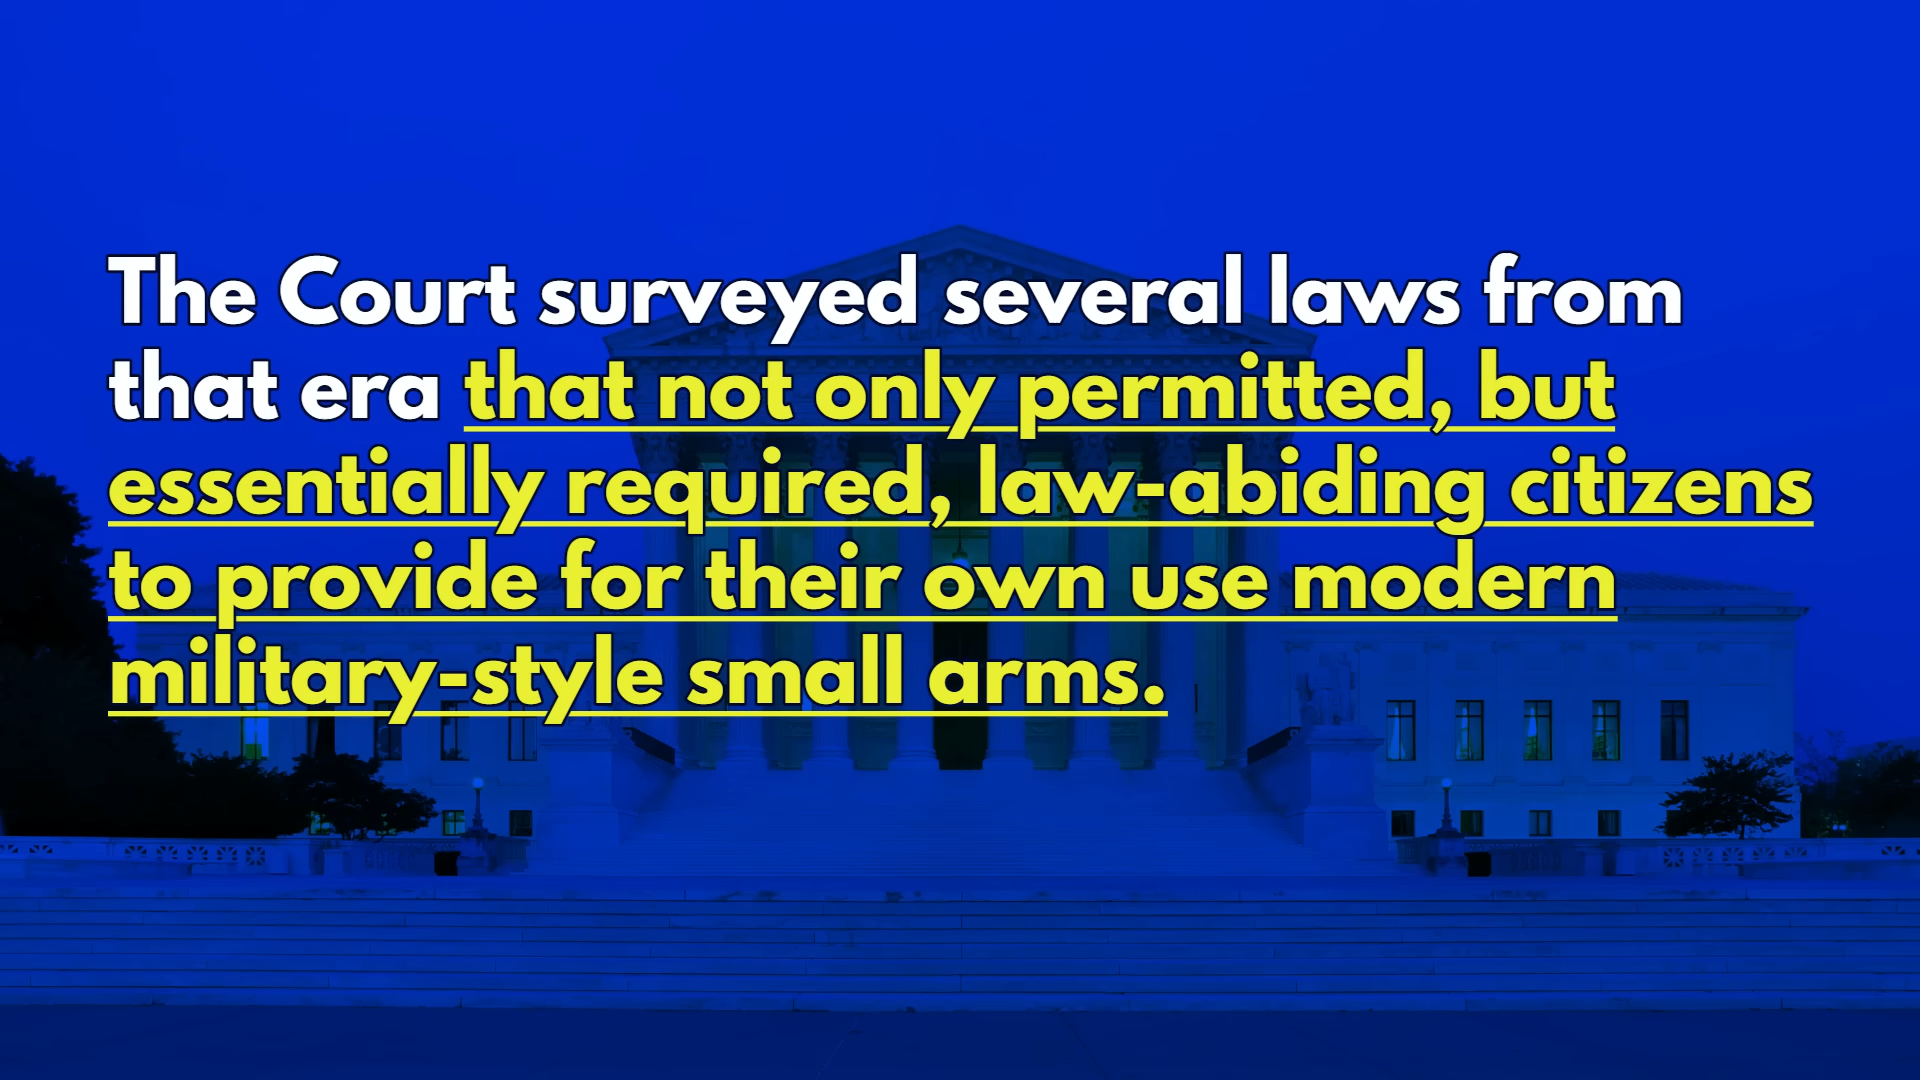 The Court surveyed several laws from
that era that not only permitted, but
essentially required, law-abiding citizens
to provide for their own use modern
military-style small arms.